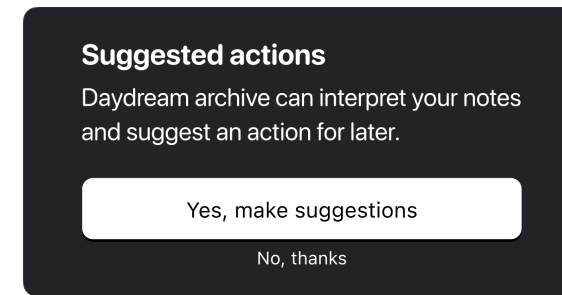 Suggested actions
Daydream archive can interpret your notes
and suggest an action for later.
Yes, make suggestions
No, thanks